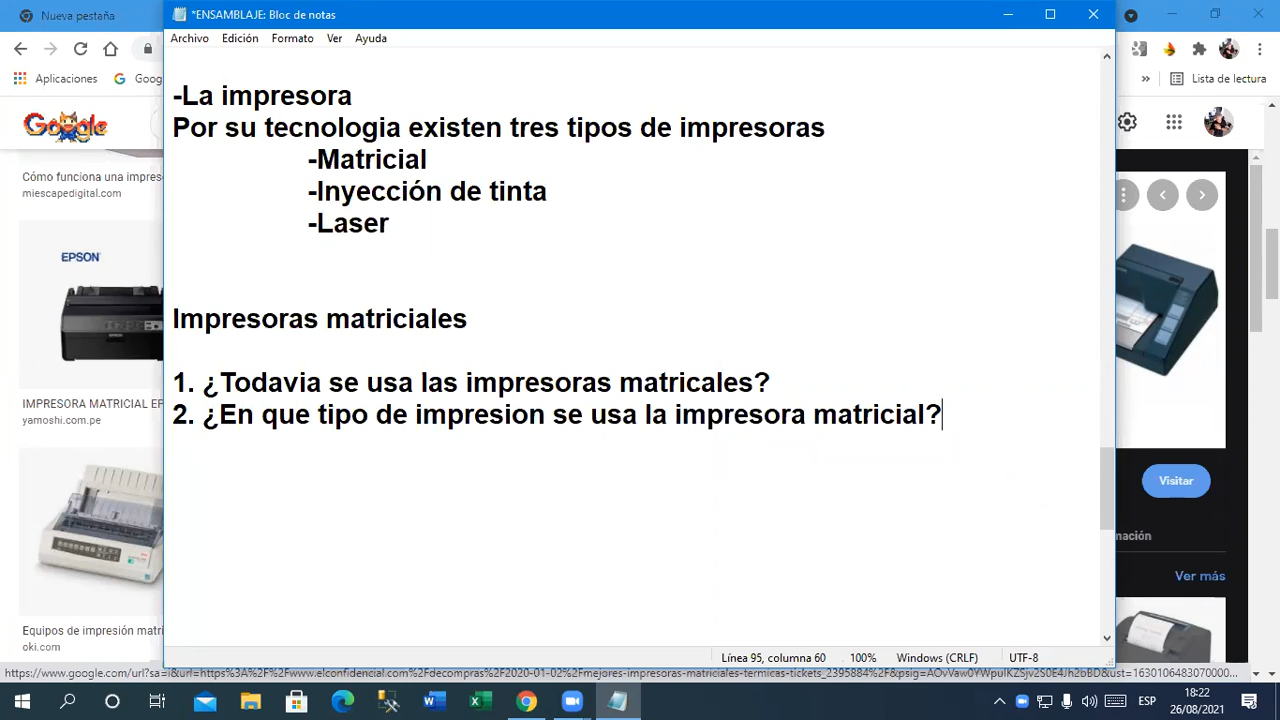 Nueva pestaña
*ENSAMBLAJE: Bloc de notas
Archivo Edición Formato Ver Ayuda
Aplicaciones
Goog
Lista de lectura
Google
-La impresora
Por su tecnologia existen tres tipos de impresoras
-Matricial
-Inyección de tinta
-Laser
Impresoras matriciales
1. ¿Todavia se usa las impresoras matricales?
2. ¿En que tipo de impresion se usa la impresora matricial?
Cómo funciona una impres
miescapedigital.com
EPSON
IMPRESORA MATRICIAL EP
yamoshi.com.pe
Equipos de impresión matri
oki.com
Visitar
nación
Ver más
Línea 95, columna 60 100% Windows (CRLF) UTF-8
ESP
18:22
26/08/2021